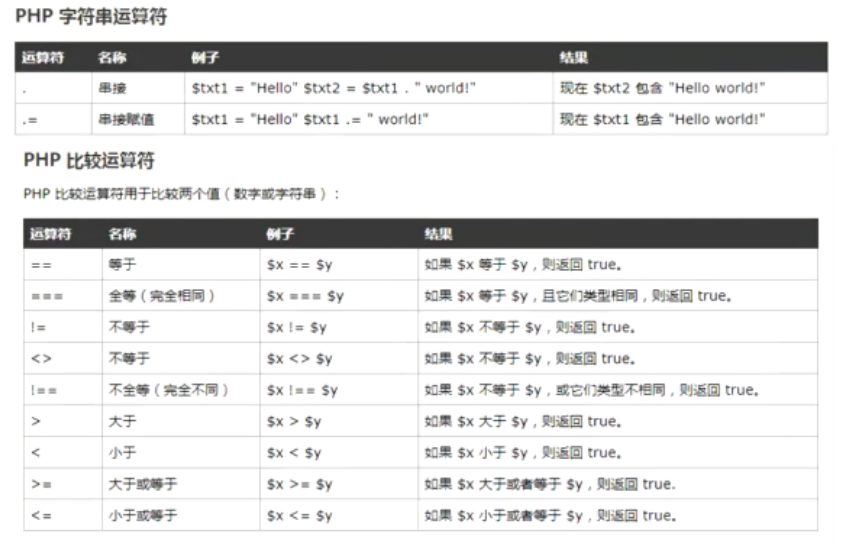 PHP 字符串运算符
运算符 名称 例子 结果
. 串接 $txt1 = "Hello" $txt2 = $txt1 . " world!" 现在 $txt2 包含 "Hello world!"
.= 串接赋值 $txt1 = "Hello" $txt1 .= " world!" 现在 $txt1 包含 "Hello world!"
PHP 比较运算符
PHP 比较运算符用于比较两个值（数字或字符串）：
运算符 名称 例子 结果
== 等于 $x == $y 如果 $x 等于 $y，则返回 true。
=== 全等（完全相同） $x === $y 如果 $x 等于 $y，且它们类型相同，则返回 true。
!= 不等于 $x != $y 如果 $x 不等于 $y，则返回 true。
<> 不等于 $x <> $y 如果 $x 不等于 $y，则返回 true。
!== 不全等（完全不同） $x !== $y 如果 $x 不等于 $y，或它们类型不相同，则返回 true。
> 大于 $x > $y 如果 $x 大于 $y，则返回 true。
< 小于 $x < $y 如果 $x 小于 $y，则返回 true。
>= 大于或等于 $x >= $y 如果 $x 大于或者等于 $y，则返回 true.
<= 小于或等于 $x <= $y 如果 $x 小于或者等于 $y，则返回 true。